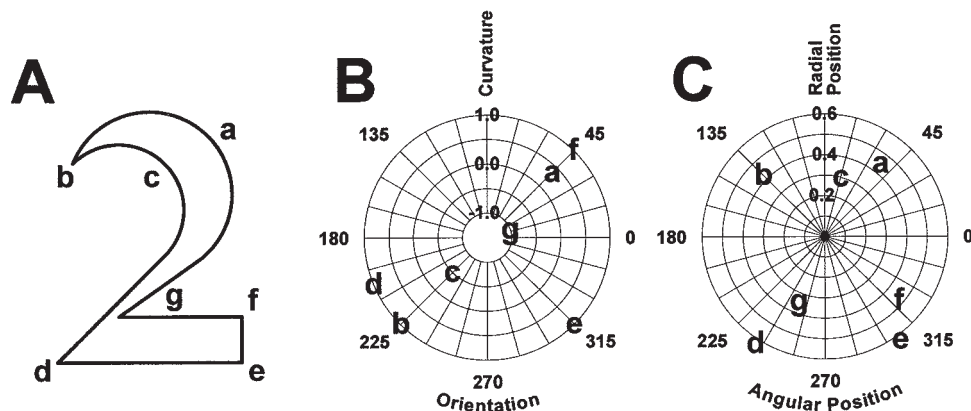 A
a
b
c
g
f
d
e
B
Curvature
1.0
135
45
f
0.0
a
-1.0
g
180
0
c
d
b
e
225
315
270
Orientation
C
Radial
Position
0.6
135
45
0.4
a
b
c
0.2
180
0
g
f
d
e
225
315
270
Angular Position